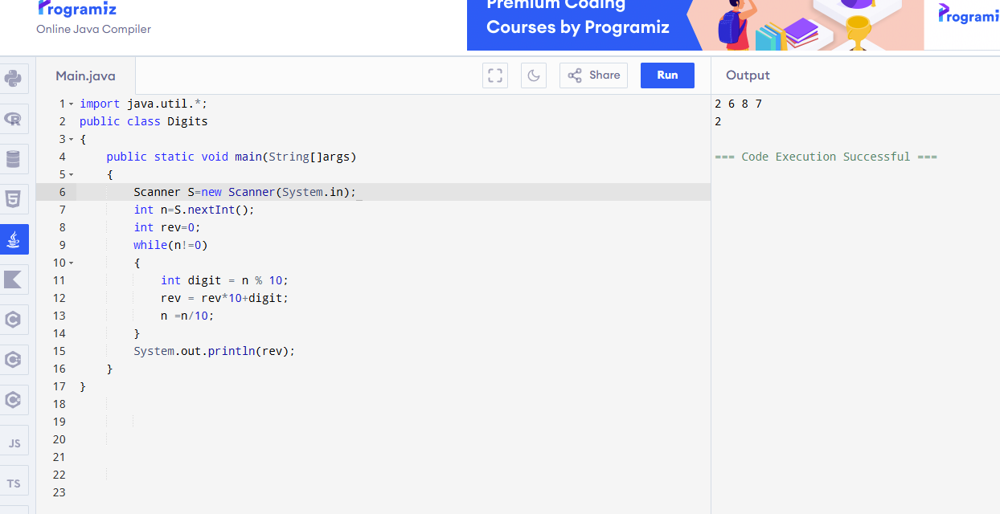 Programiz
Online Java Compiler
Premium Coding
Courses by Programiz
Programi
Main.java
Share
Run
Output
1 import java.util.*;
2 public class Digits
3 {
4     public static void main(String[]args)
5     {
6         Scanner S=new Scanner(System.in);
7         int n=S.nextInt();
8         int rev=0;
9         while(n!=0)
10         {
11             int digit = n % 10;
12             rev = rev*10+digit;
13             n =n/10;
14         }
15         System.out.println(rev);
16     }
17 }
18
19
20
21
22
23
2 6 8 7
2
=== Code Execution Successful ===
R
5
C
C
C
JS
TS